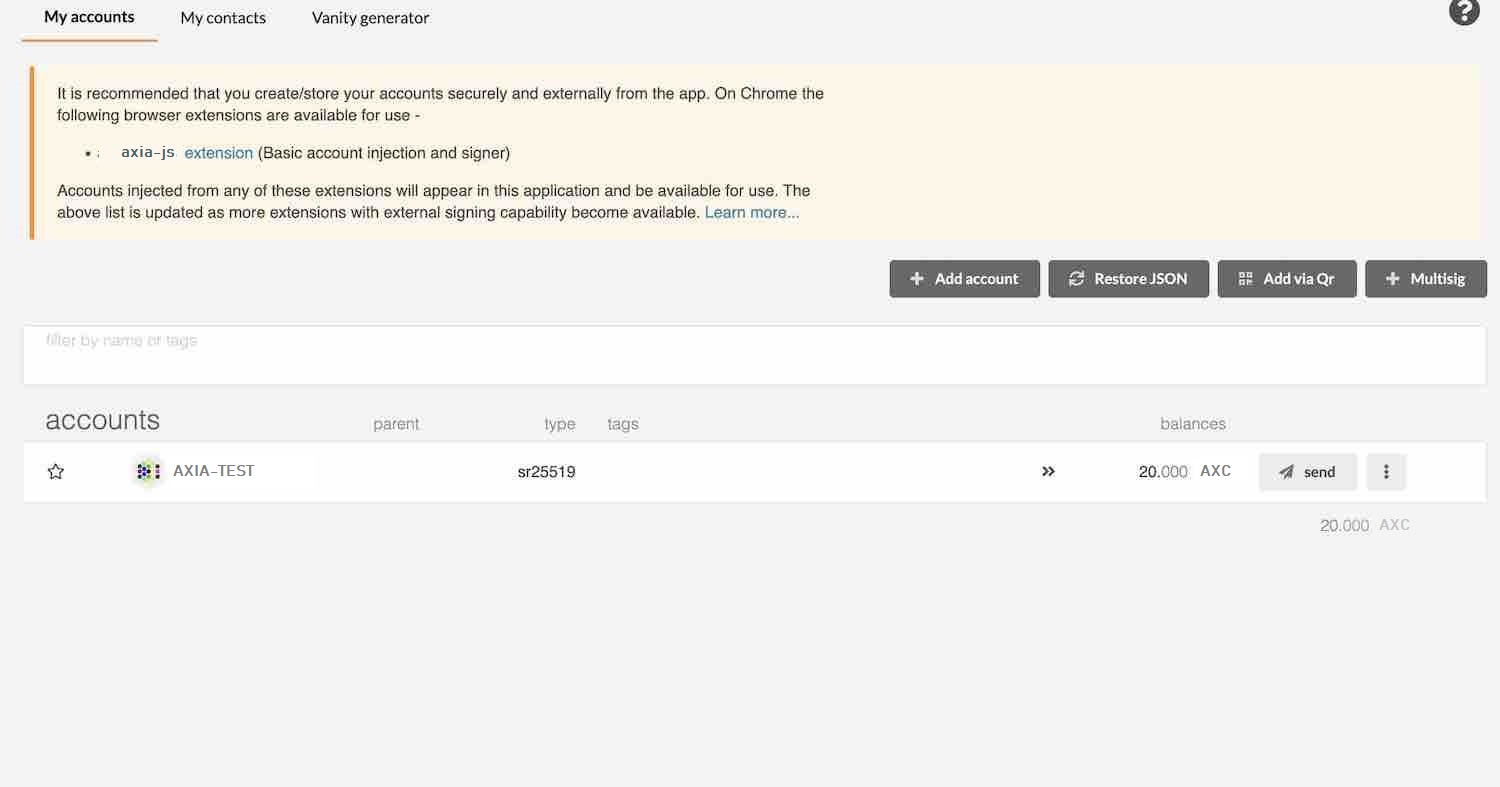 My accounts My contacts Vanity generator ?
It is recommended that you create/store your accounts securely and externally from the app. On Chrome the
following browser extensions are available for use -
• axia-js extension (Basic account injection and signer)
Accounts injected from any of these extensions will appear in this application and be available for use. The
above list is updated as more extensions with external signing capability become available. Learn more...
Add account Restore JSON Add via Qr Multisig
filter by name or tags
accounts parent type tags balances
AXIA-TEST sr25519 20.000 AXC send
20.000 AXC